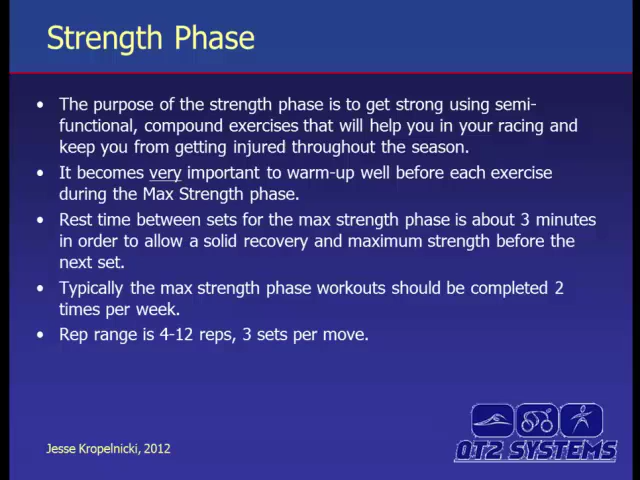 Strength Phase
• The purpose of the strength phase is to get strong using semi-
functional, compound exercises that will help you in your racing and
keep you from getting injured throughout the season.
• It becomes very important to warm-up well before each exercise
during the Max Strength phase.
• Rest time between sets for the max strength phase is about 3 minutes
in order to allow a solid recovery and maximum strength before the
next set.
• Typically the max strength phase workouts should be completed 2
times per week.
• Rep range is 4-12 reps, 3 sets per move.
Jesse Kropelnicki, 2012
QT2 SYSTEMS